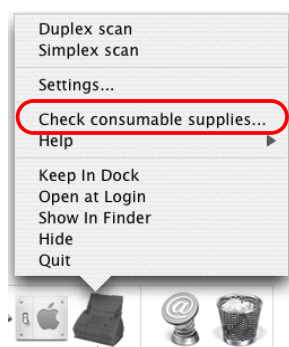 Duplex scan
Simplex scan
Settings...
Check consumable supplies...
Help
Keep In Dock
Open at Login
Show In Finder
Hide
Quit
@